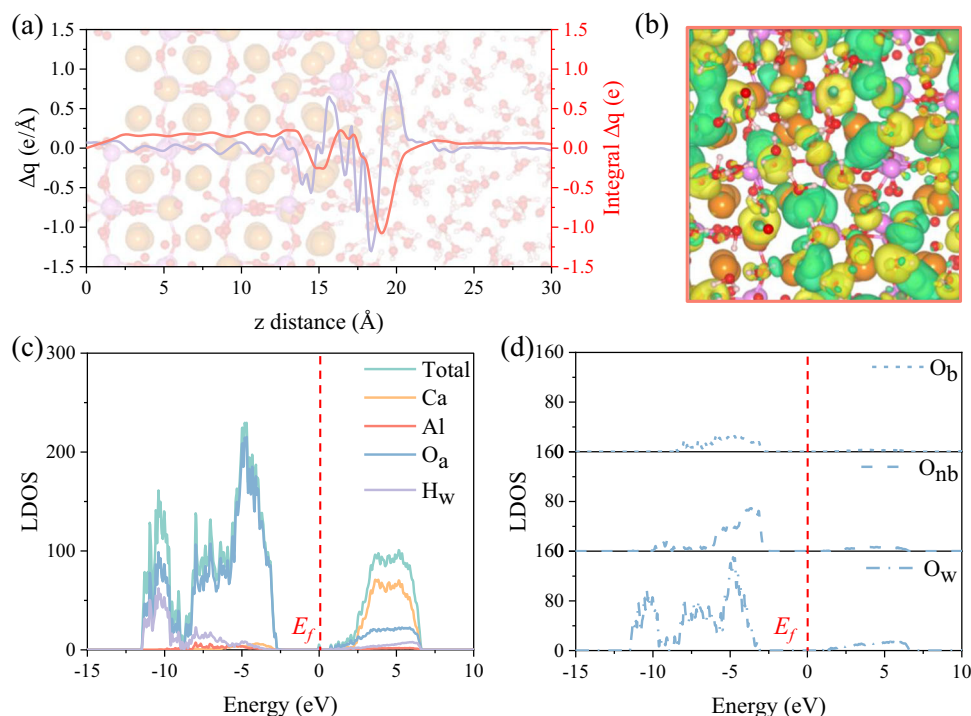 (a)
1.5
1.0
0.5
0.0
-0.5
-1.0
-1.5
Δq (e/Å)
1.5
1.0
0.5
0.0
-0.5
-1.0
-1.5
Integral Δq (e)
0 5 10 15 20 25 30
z distance (Å)
(b)
(c)
300
200
100
0
LDOS
Total
Ca
Al
Oa
Hw
Ef
-15 -10 -5 0 5 10
Energy (eV)
(d)
160
80
160
80
160
80
0
LDOS
Ob
Onb
Ow
Ef
-15 -10 -5 0 5 10
Energy (eV)